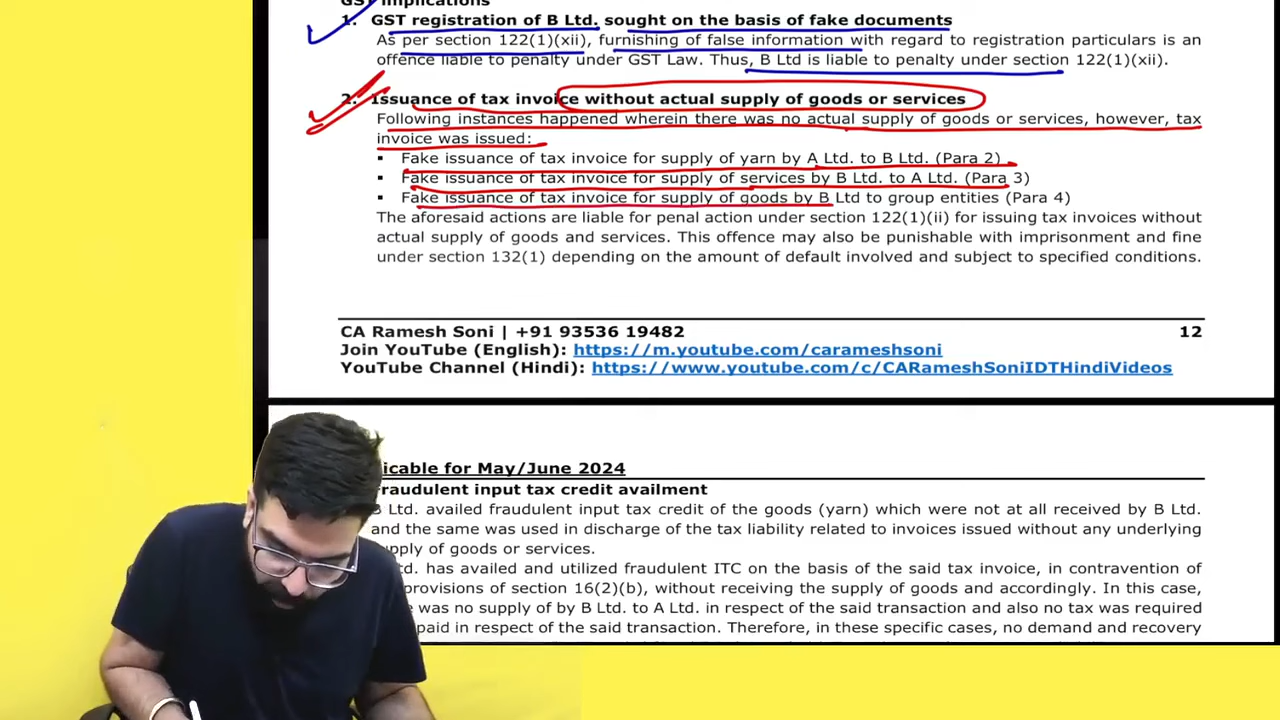 GST Implications
1. GST registration of B Ltd. sought on the basis of fake documents
As per section 122(1)(xii), furnishing of false information with regard to registration particulars is an
offence liable to penalty under GST Law. Thus, B Ltd is liable to penalty under section 122(1)(xii).
2. Issuance of tax invoice without actual supply of goods or services
Following instances happened wherein there was no actual supply of goods or services, however, tax
invoice was issued:
▪ Fake issuance of tax invoice for supply of yarn by A Ltd. to B Ltd. (Para 2)
▪ Fake issuance of tax invoice for supply of services by B Ltd. to A Ltd. (Para 3)
▪ Fake issuance of tax invoice for supply of goods by B Ltd to group entities (Para 4)
The aforesaid actions are liable for penal action under section 122(1)(ii) for issuing tax invoices without
actual supply of goods and services. This offence may also be punishable with imprisonment and fine
under section 132(1) depending on the amount of default involved and subject to specified conditions.
CA Ramesh Soni | +91 93536 19482 12
Join YouTube (English): https://m.youtube.com/carameshsoni
YouTube Channel (Hindi): https://www.youtube.com/c/CARameshSoniIDTHindiVideos
icable for May/June 2024
Fraudulent input tax credit availment
B Ltd. availed fraudulent input tax credit of the goods (yarn) which were not at all received by B Ltd.
and the same was used in discharge of the tax liability related to invoices issued without any underlying
supply of goods or services.
td. has availed and utilized fraudulent ITC on the basis of the said tax invoice, in contravention of
provisions of section 16(2)(b), without receiving the supply of goods and accordingly. In this case,
was no supply of by B Ltd. to A Ltd. in respect of the said transaction and also no tax was required
paid in respect of the said transaction. Therefore, in these specific cases, no demand and recovery